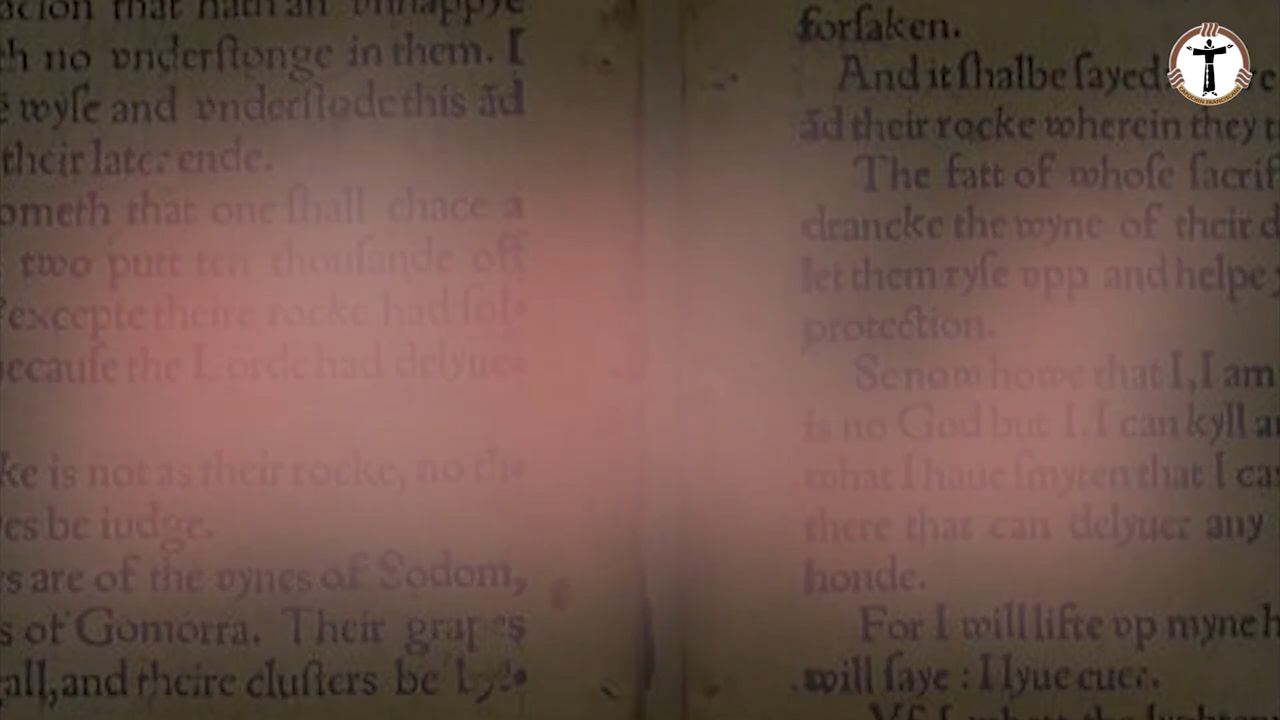 acion that hath an vnhappye
th no vnderſtonge in them. I
e wyſe and vnderſtode this ãd
their later ende.
ometh that one ſhall chace a
two putt ten thouſande off
excepte theire rocke had ſol-
ecauſe the Lorde had delyue-
ke is not as their rocke, no the-
es be iudge.
s are of the vynes of Sodom,
s of Gomorra. Their grapes
all, and theire cluſters be
forſaken.
And it ſhalbe ſayed
ãd their rocke wherein they t
The fatt of whoſe ſacrif
drancke the wyne of their d
let them ryſe vpp and helpe
protection.
Se now howe that I, I am
is no God but I. I can kyll a
what I haue ſmyten that I ca
there that can delyuer any
honde.
For I will lifte vp myne h
will ſaye : I lyue euer.